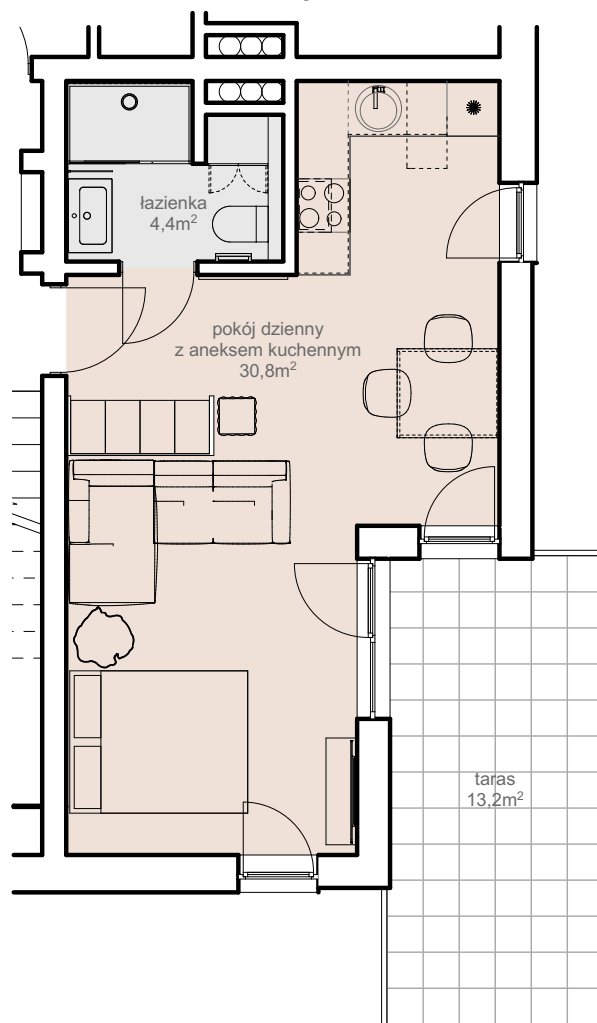 łazienka
4,4m²
pokój dzienny
z aneksem kuchennym
30,8m²
taras
13,2m²